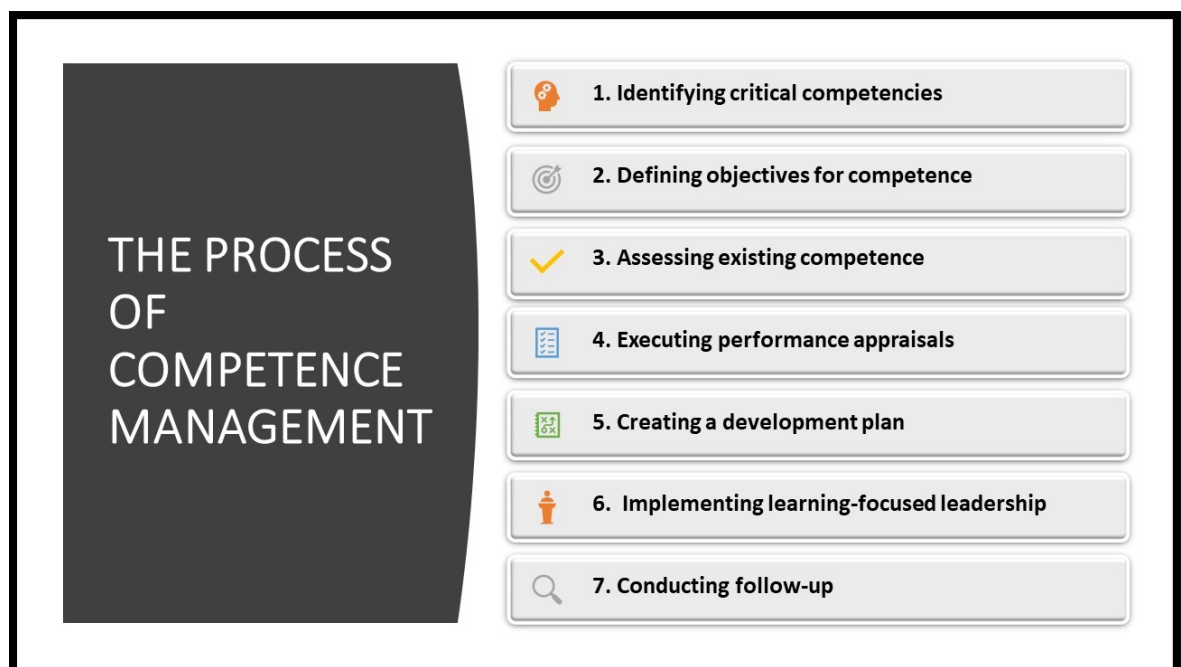 THE PROCESS
OF
COMPETENCE
MANAGEMENT
1. Identifying critical competencies
2. Defining objectives for competence
3. Assessing existing competence
4. Executing performance appraisals
5. Creating a development plan
6. Implementing learning-focused leadership
7. Conducting follow-up